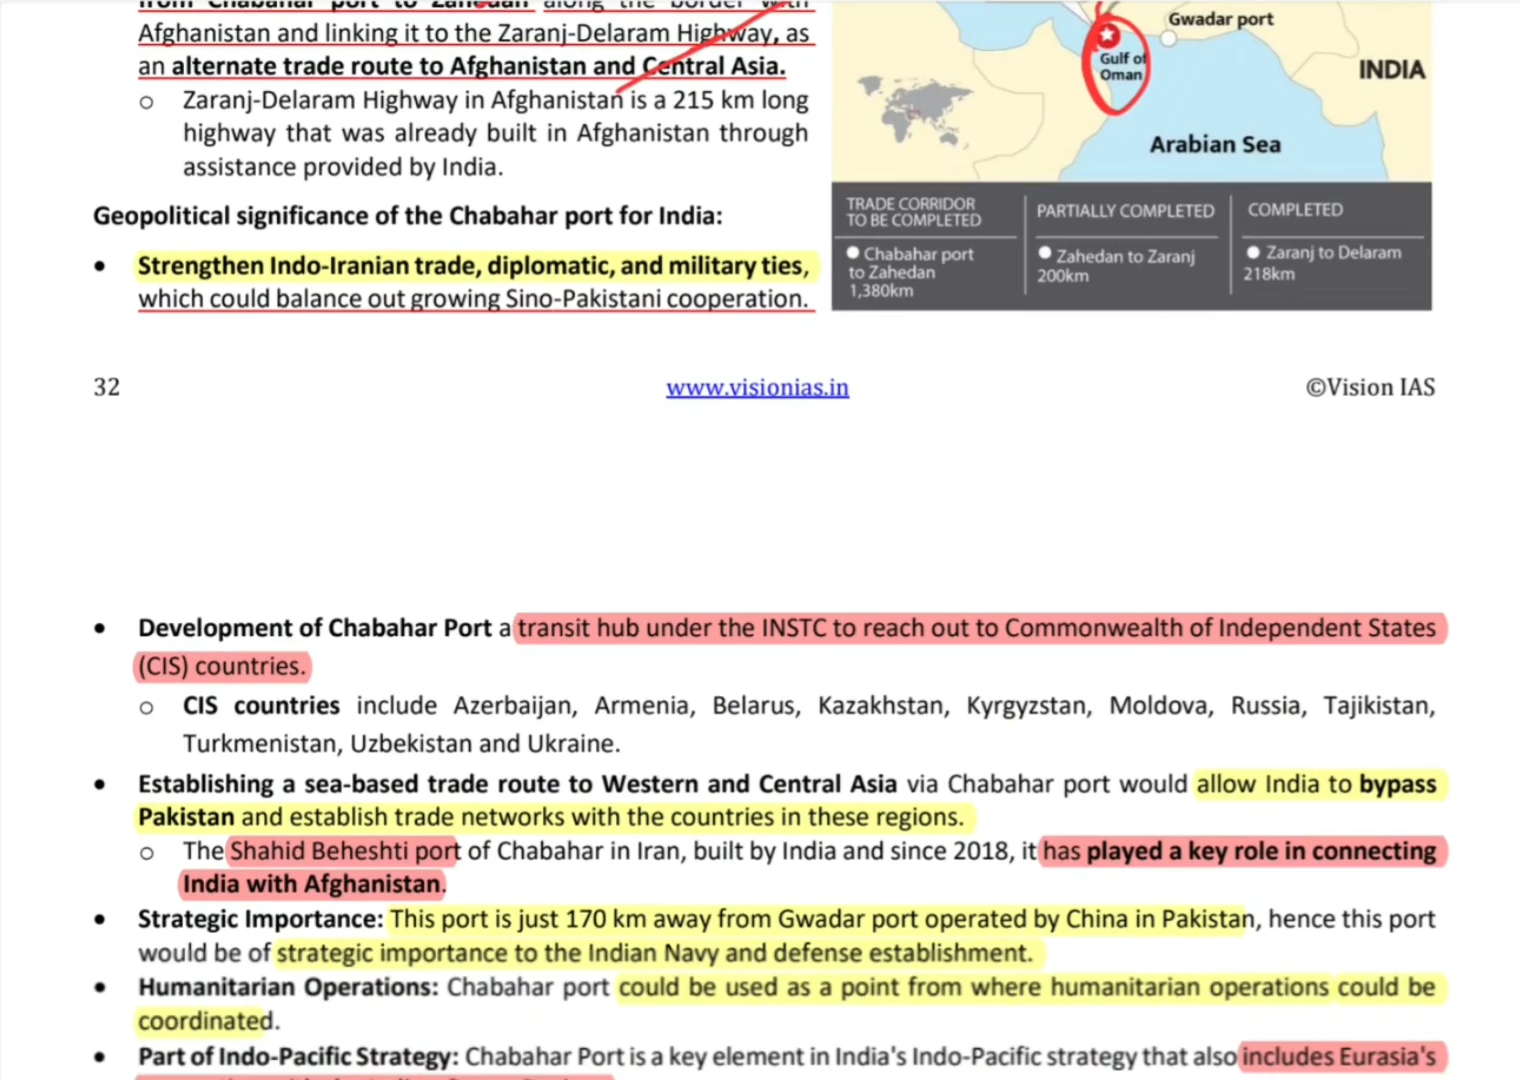 from Chabahar port to Zahedan along the border with
Afghanistan and linking it to the Zaranj-Delaram Highway, as
an alternate trade route to Afghanistan and Central Asia.
o Zaranj-Delaram Highway in Afghanistan is a 215 km long
highway that was already built in Afghanistan through
assistance provided by India.
Geopolitical significance of the Chabahar port for India:
• Strengthen Indo-Iranian trade, diplomatic, and military ties,
which could balance out growing Sino-Pakistani cooperation.
Gwadar port
Gulf of
Oman
INDIA
Arabian Sea
TRADE CORRIDOR
TO BE COMPLETED
Chabahar port
to Zahedan
1,380km
PARTIALLY COMPLETED
Zahedan to Zaranj
200km
COMPLETED
Zaranj to Delaram
218km
32 www.visionias.in ©Vision IAS
• Development of Chabahar Port a transit hub under the INSTC to reach out to Commonwealth of Independent States
(CIS) countries.
o CIS countries include Azerbaijan, Armenia, Belarus, Kazakhstan, Kyrgyzstan, Moldova, Russia, Tajikistan,
Turkmenistan, Uzbekistan and Ukraine.
• Establishing a sea-based trade route to Western and Central Asia via Chabahar port would allow India to bypass
Pakistan and establish trade networks with the countries in these regions.
o The Shahid Beheshti port of Chabahar in Iran, built by India and since 2018, it has played a key role in connecting
India with Afghanistan.
• Strategic Importance: This port is just 170 km away from Gwadar port operated by China in Pakistan, hence this port
would be of strategic importance to the Indian Navy and defense establishment.
• Humanitarian Operations: Chabahar port could be used as a point from where humanitarian operations could be
coordinated.
• Part of Indo-Pacific Strategy: Chabahar Port is a key element in India's Indo-Pacific strategy that also includes Eurasia's